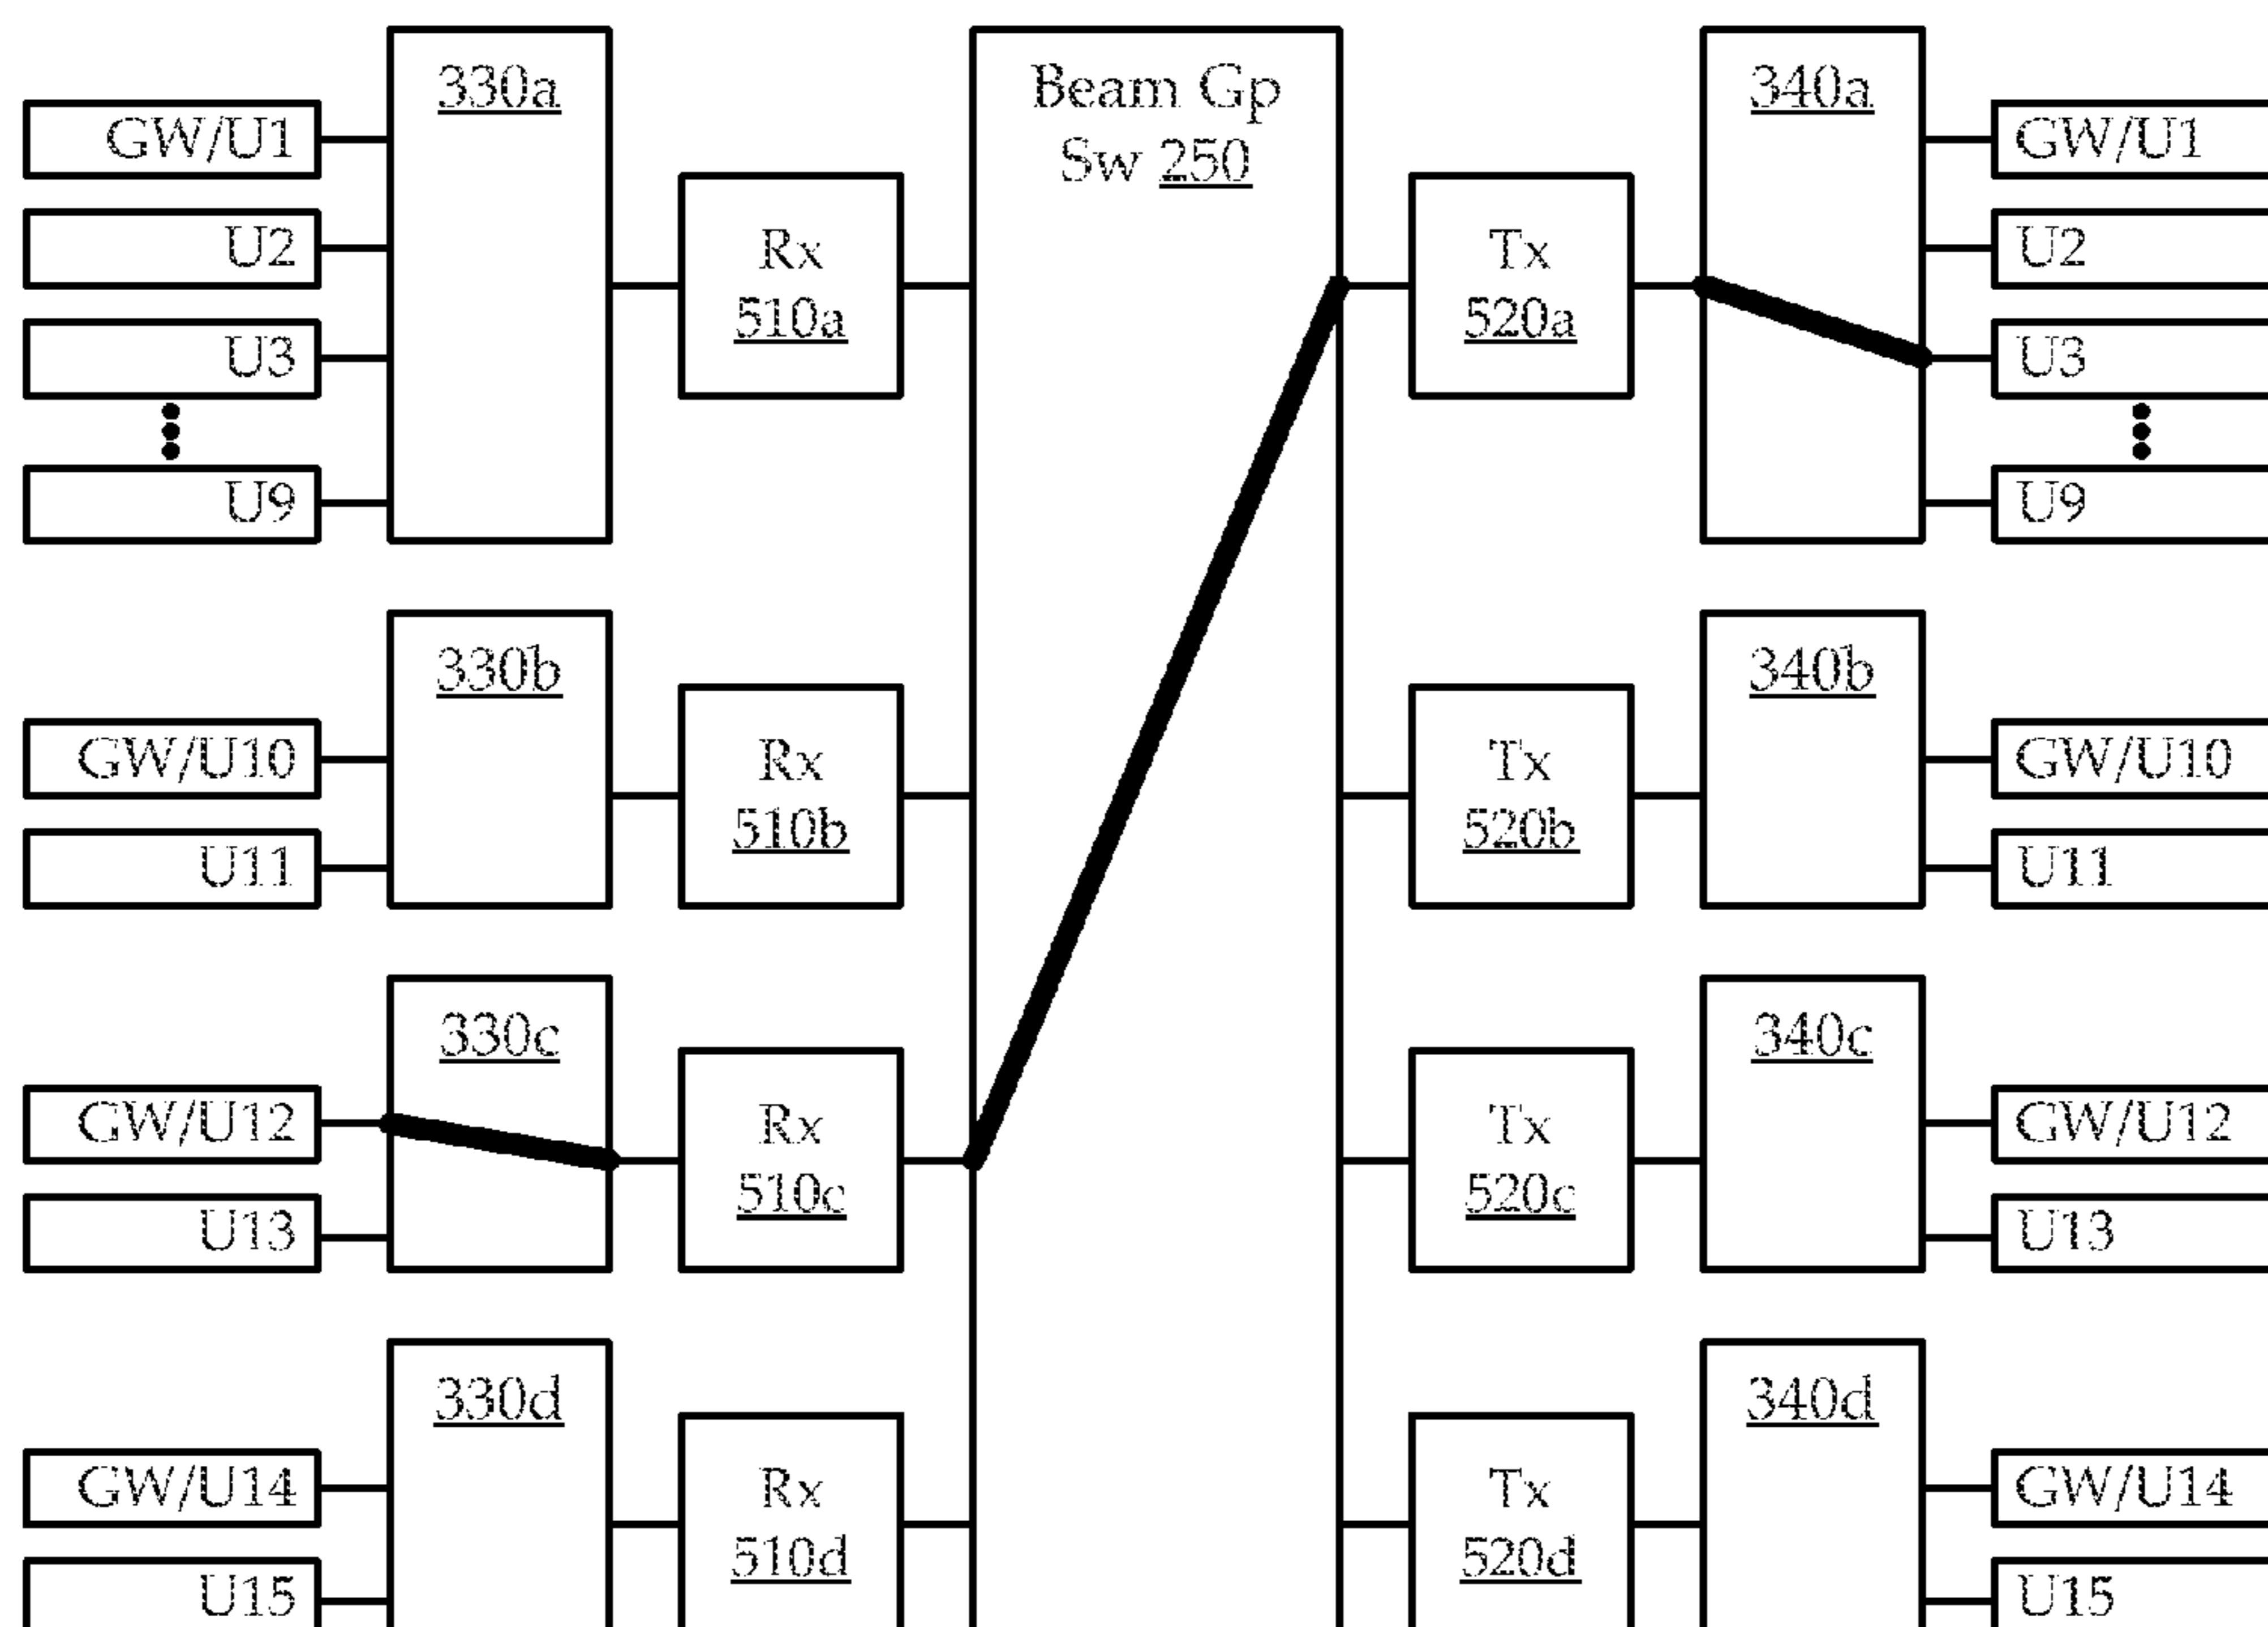 330a
Beam Gp
Sw 250
340a
GW/U1
GW/U1
U2
Rx
510a
Tx
520a
U2
U3
U3
U9
U9
330b
340b
GW/U10
Rx
510b
Tx
520b
GW/U10
U11
U11
330c
340c
GW/U12
Rx
510c
Tx
520c
GW/U12
U13
U13
330d
340d
GW/U14
Rx
510d
Tx
520d
GW/U14
U15
U15